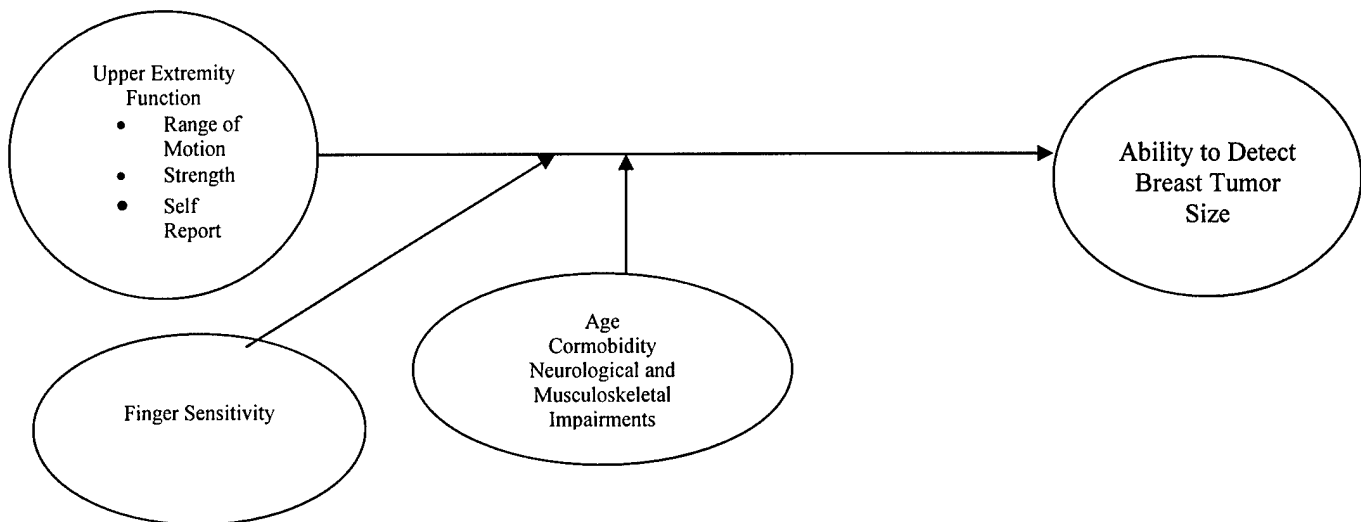 Upper Extremity
Function
• Range of
Motion
• Strength
• Self
Report
Ability to Detect
Breast Tumor
Size
Age
Cormobidity
Neurological and
Musculoskeletal
Impairments
Finger Sensitivity